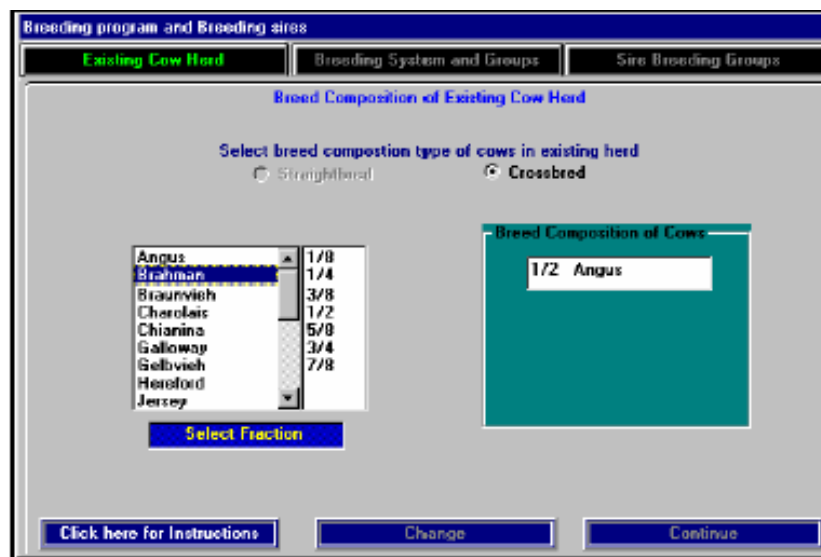 Breeding program and Breeding sires
Existing Cow Herd Breeding System and Groups Sire Breeding Groups
Breed Composition of Existing Cow Herd
Select breed compostion type of cows in existing herd
Straightbred Crossbred
Breed Composition of Cows
1/2 Angus
Angus 1/8
Brahman 1/4
Braunvieh 3/8
Charolais 1/2
Chianina 5/8
Galloway 3/4
Gelbvieh 7/8
Hereford
Jersey
Select Fraction
Click here for Instructions Change Continue